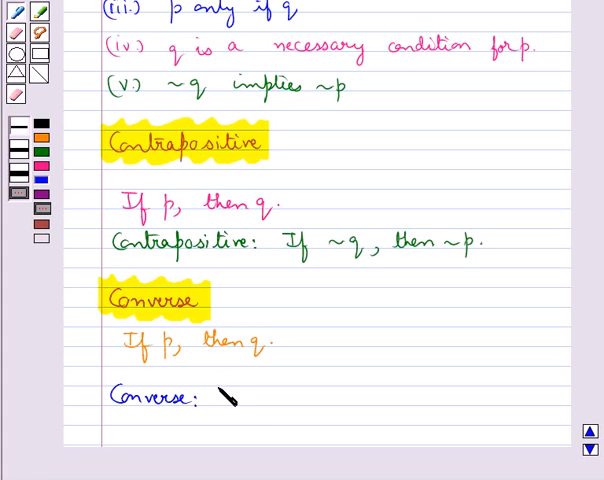 (iii.) p only if q
(iv.) q is a necessary condition for p.
(v.) ~q implies ~p
Contrapositive
If p, then q.
Contrapositive: If ~q, then ~p.
Converse
If p, then q.
Converse: